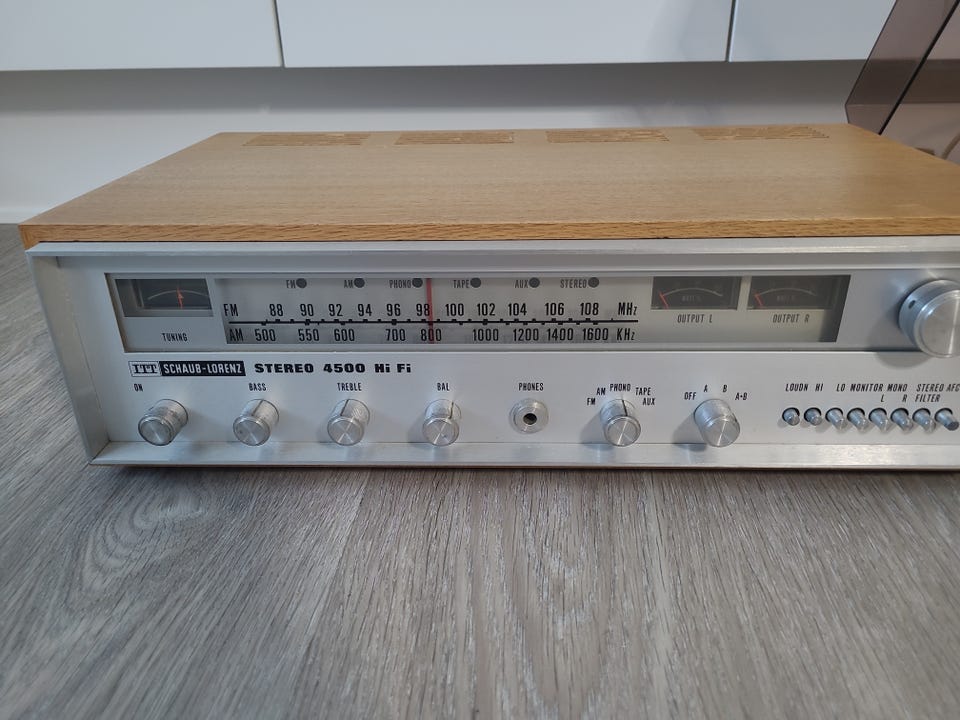 FM AM PHONO TAPE AUX STEREO
FM 88 90 92 94 96 98 100 102 104 106 108 MHz
AM 500 550 600 700 800 1000 1200 1400 1600 KHz
TUNING
OUTPUT L OUTPUT R
ITT SCHAUB-LORENZ STEREO 4500 Hi Fi
ON BASS TREBLE BAL PHONES
FM AM PHONO TAPE AUX
OFF A B A+B
LOUDN HI LO MONITOR MONO STEREO AFC
L R FILTER